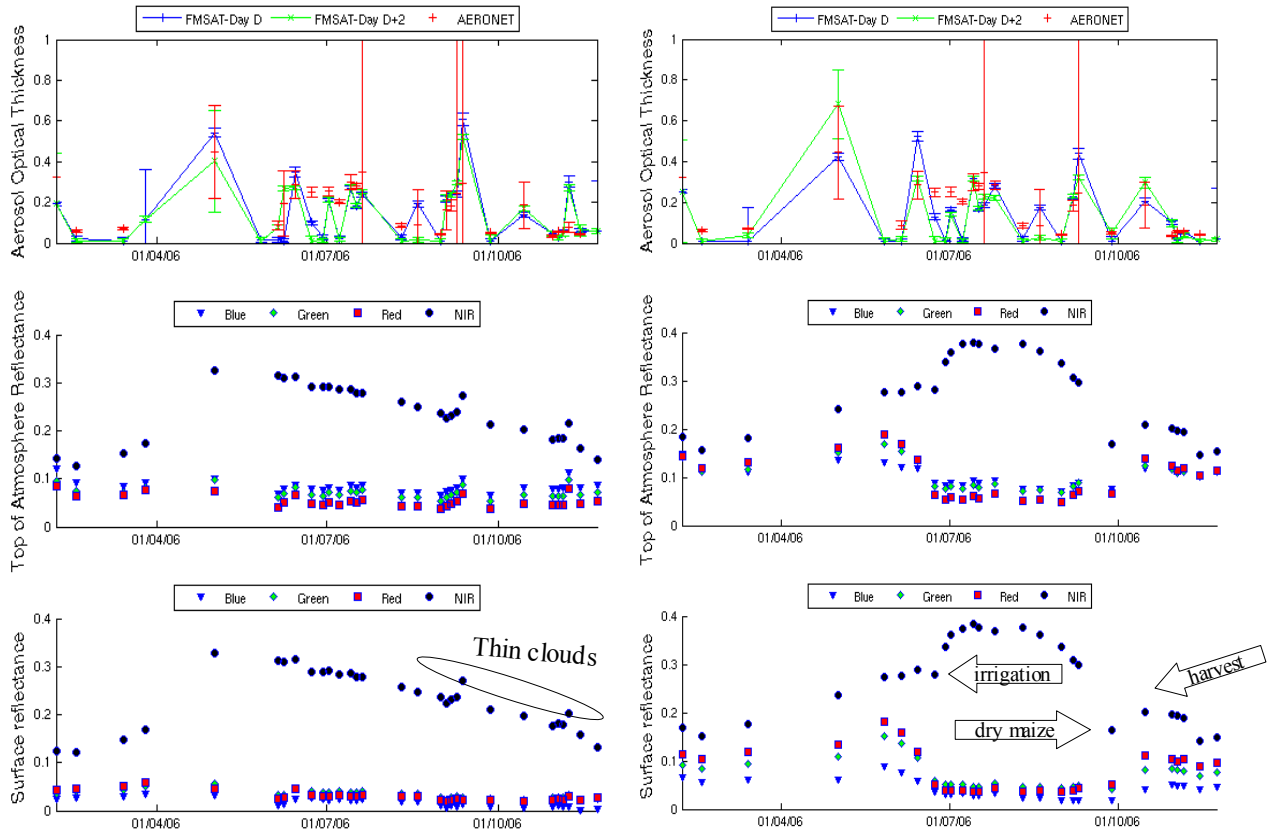 FMSAT-Day D FMSAT-Day D+2 AERONET
Aerosol Optical Thickness
1
0.8
0.6
0.4
0.2
0
01/04/06 01/07/06 01/10/06
FMSAT-Day D FMSAT-Day D+2 AERONET
Aerosol Optical Thickness
1
0.8
0.6
0.4
0.2
0
01/04/06 01/07/06 01/10/06
Blue Green Red NIR
Top of Atmosphere Reflectance
0.4
0.3
0.2
0.1
0
01/04/06 01/07/06 01/10/06
Blue Green Red NIR
Top of Atmosphere Reflectance
0.4
0.3
0.2
0.1
0
01/04/06 01/07/06 01/10/06
Blue Green Red NIR
Surface reflectance
0.4
0.3
0.2
0.1
0
Thin clouds
01/04/06 01/07/06 01/10/06
Blue Green Red NIR
Surface reflectance
0.4
0.3
0.2
0.1
0
irrigation
harvest
dry maize
01/04/06 01/07/06 01/10/06